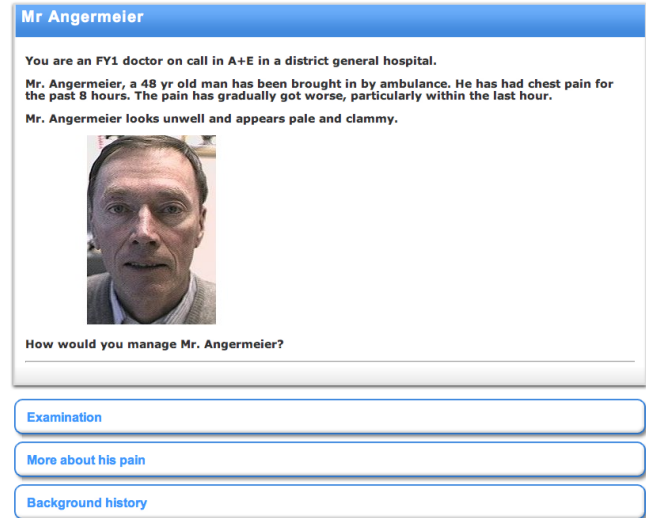 Mr Angermeier
You are an FY1 doctor on call in A+E in a district general hospital.
Mr. Angermeier, a 48 yr old man has been brought in by ambulance. He has had chest pain for
the past 8 hours. The pain has gradually got worse, particularly within the last hour.
Mr. Angermeier looks unwell and appears pale and clammy.
How would you manage Mr. Angermeier?
Examination
More about his pain
Background history